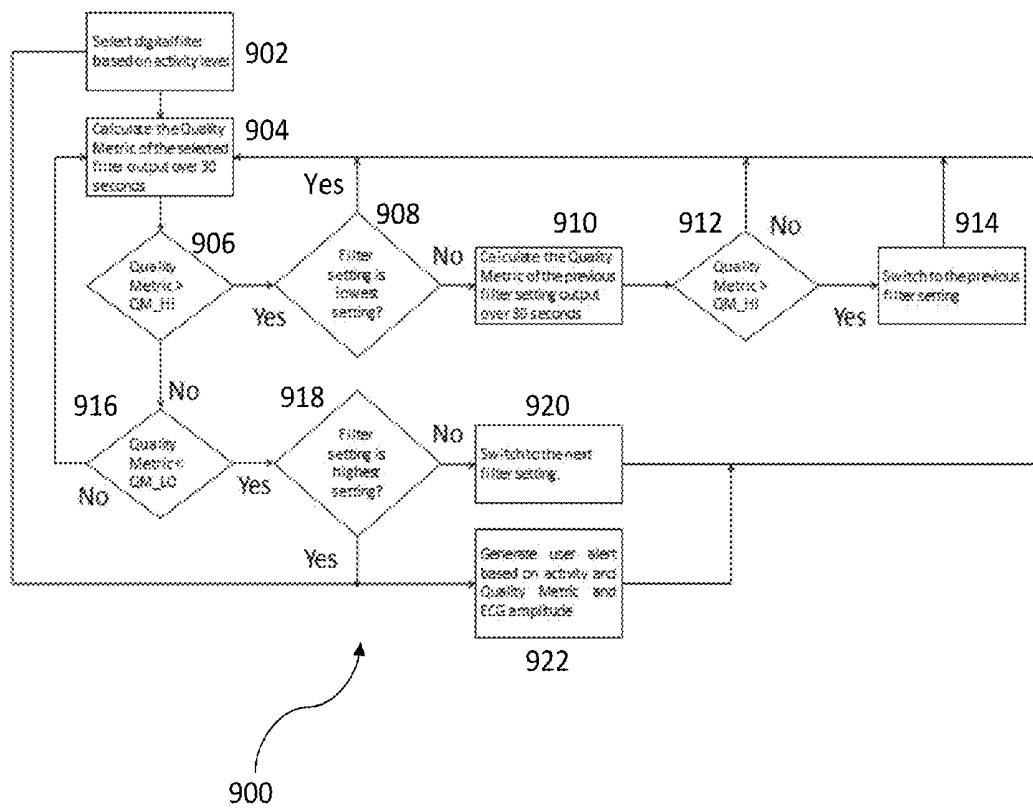 Select digital filter
based on activity level
902
Calculate the Quality
Metric of the selected
filter output over 30
seconds
904
906
Quality
Metric >
QM_HI
Yes
No
Yes
908
Filter
setting is
lowest
setting?
No
910
Calculate the Quality
Metric of the previous
filter setting output
over 30 seconds
912
No
Quality
Metric >
QM_HI
Yes
914
Switch to the previous
filter setting
916
Quality
Metric <
QM_LO
No
Yes
918
Filter
setting is
highest
setting?
No
Yes
920
Switch to the next
filter setting.
Generate user alert
based on activity and
Quality Metric and
ECG amplitude
922
900